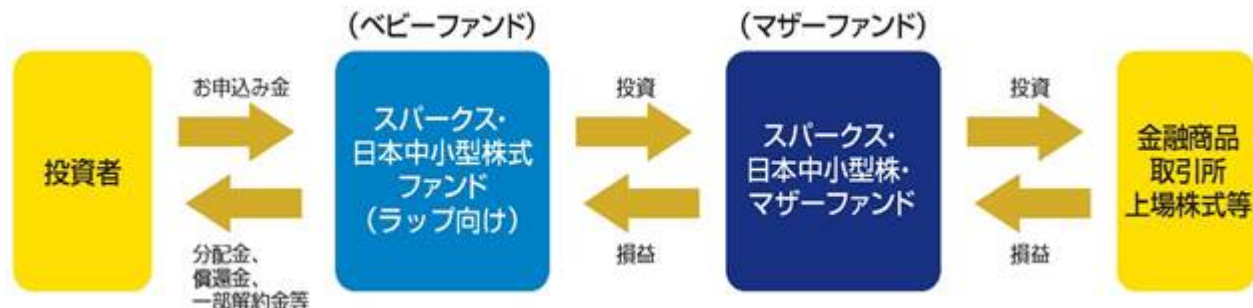 (ベビーファンド)
(マザーファンド)
投資者
お申込み金
分配金、
償還金、
一部解約金等
スパークス・
日本中小型株式
ファンド
(ラップ向け)
投資
損益
スパークス・
日本中小型株・
マザーファンド
投資
損益
金融商品
取引所
上場株式等